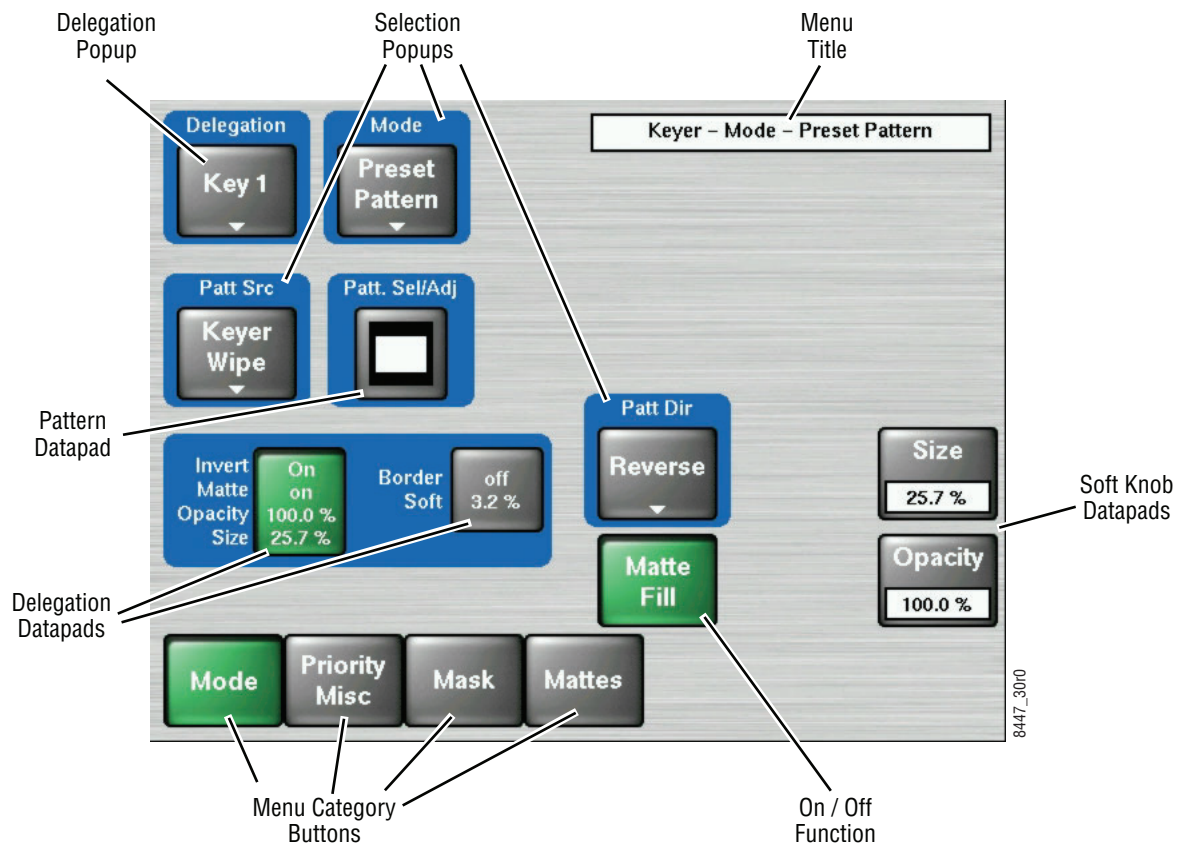 Delegation
Popup
Selection
Popups
Menu
Title
Delegation
Mode
Keyer – Mode – Preset Pattern
Key 1
Preset
Pattern
Patt Src
Patt. Sel/Adj
Keyer
Wipe
Pattern
Datapad
Patt Dir
Reverse
Invert
Matte
Opacity
Size
On
on
100.0 %
25.7 %
Border
Soft
off
3.2 %
Size
25.7 %
Soft Knob
Datapads
Matte
Fill
Opacity
100.0 %
Delegation
Datapads
Mode
Priority
Misc
Mask
Mattes
8447_30r0
Menu Category
Buttons
On / Off
Function